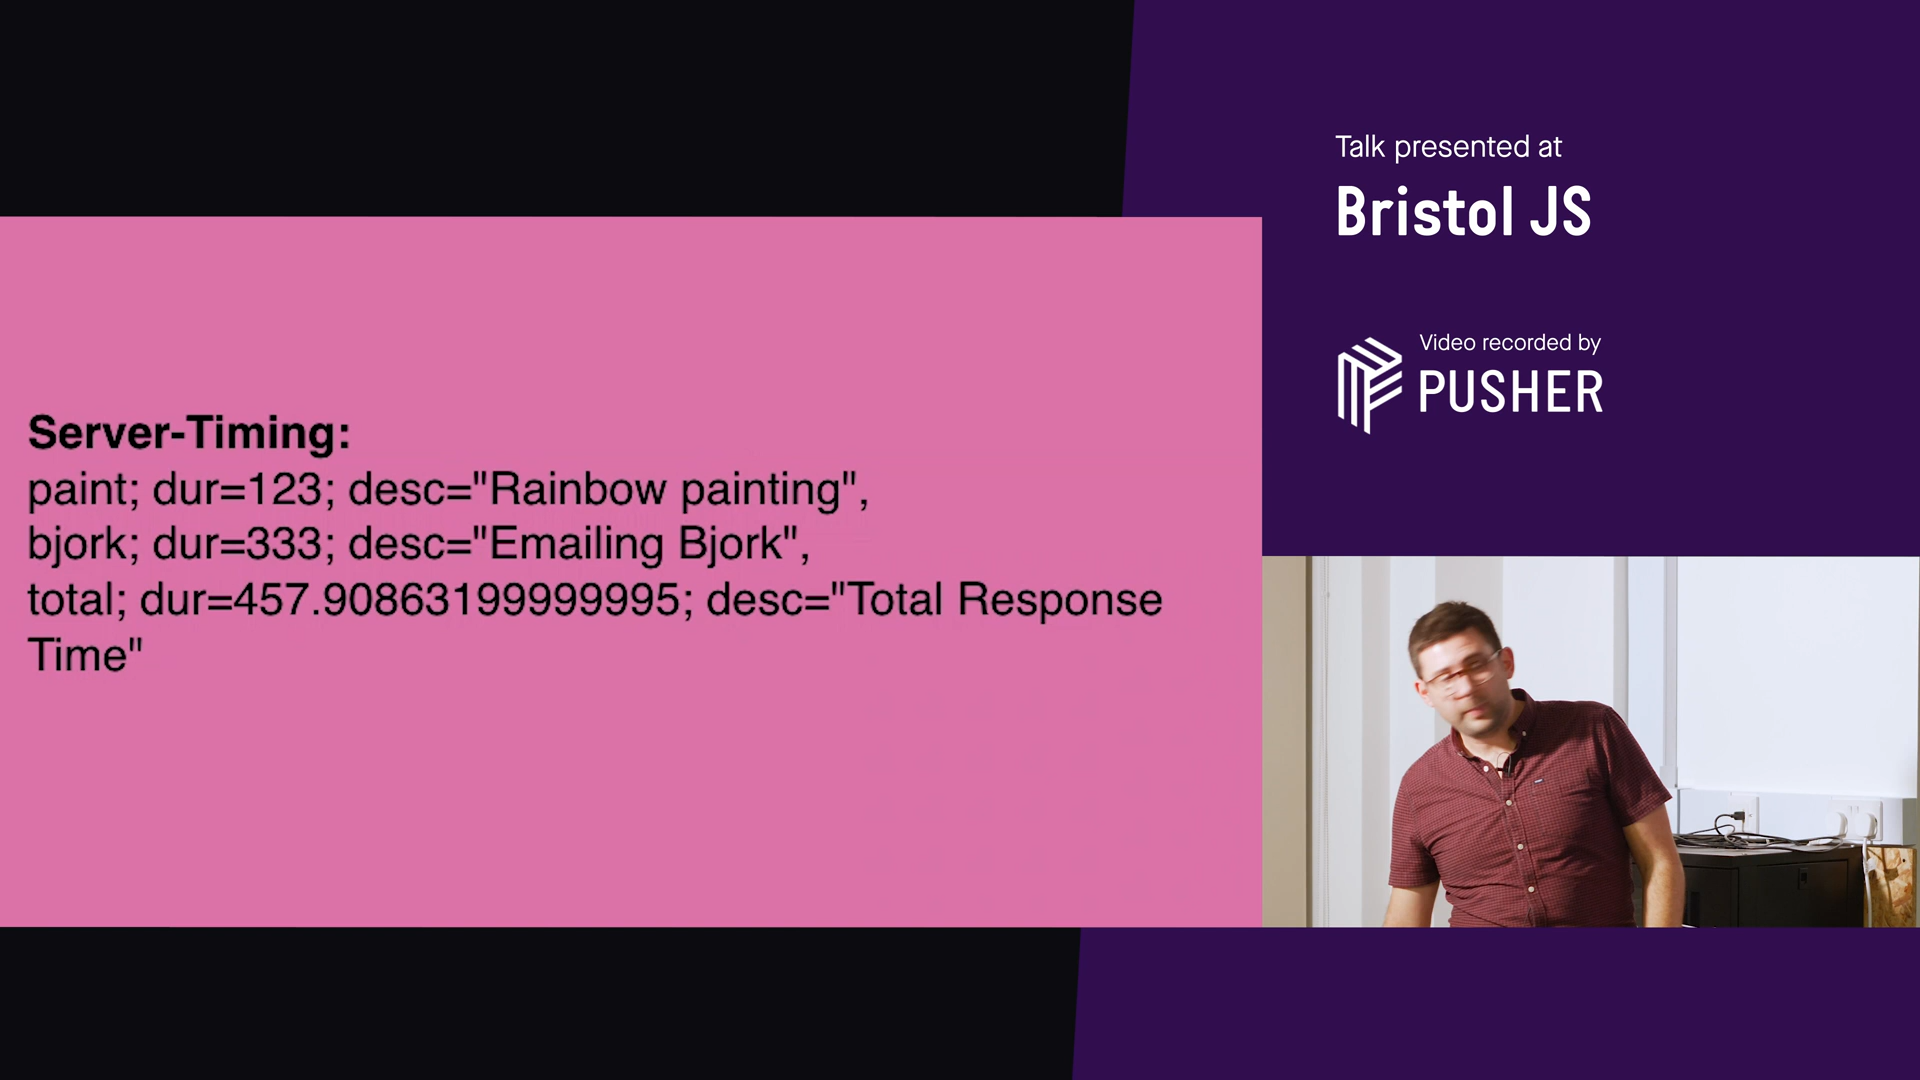 Talk presented at
Bristol JS
Video recorded by
PUSHER
Server-Timing:
paint; dur=123; desc="Rainbow painting",
bjork; dur=333; desc="Emailing Bjork",
total; dur=457.90863199999995; desc="Total Response
Time"